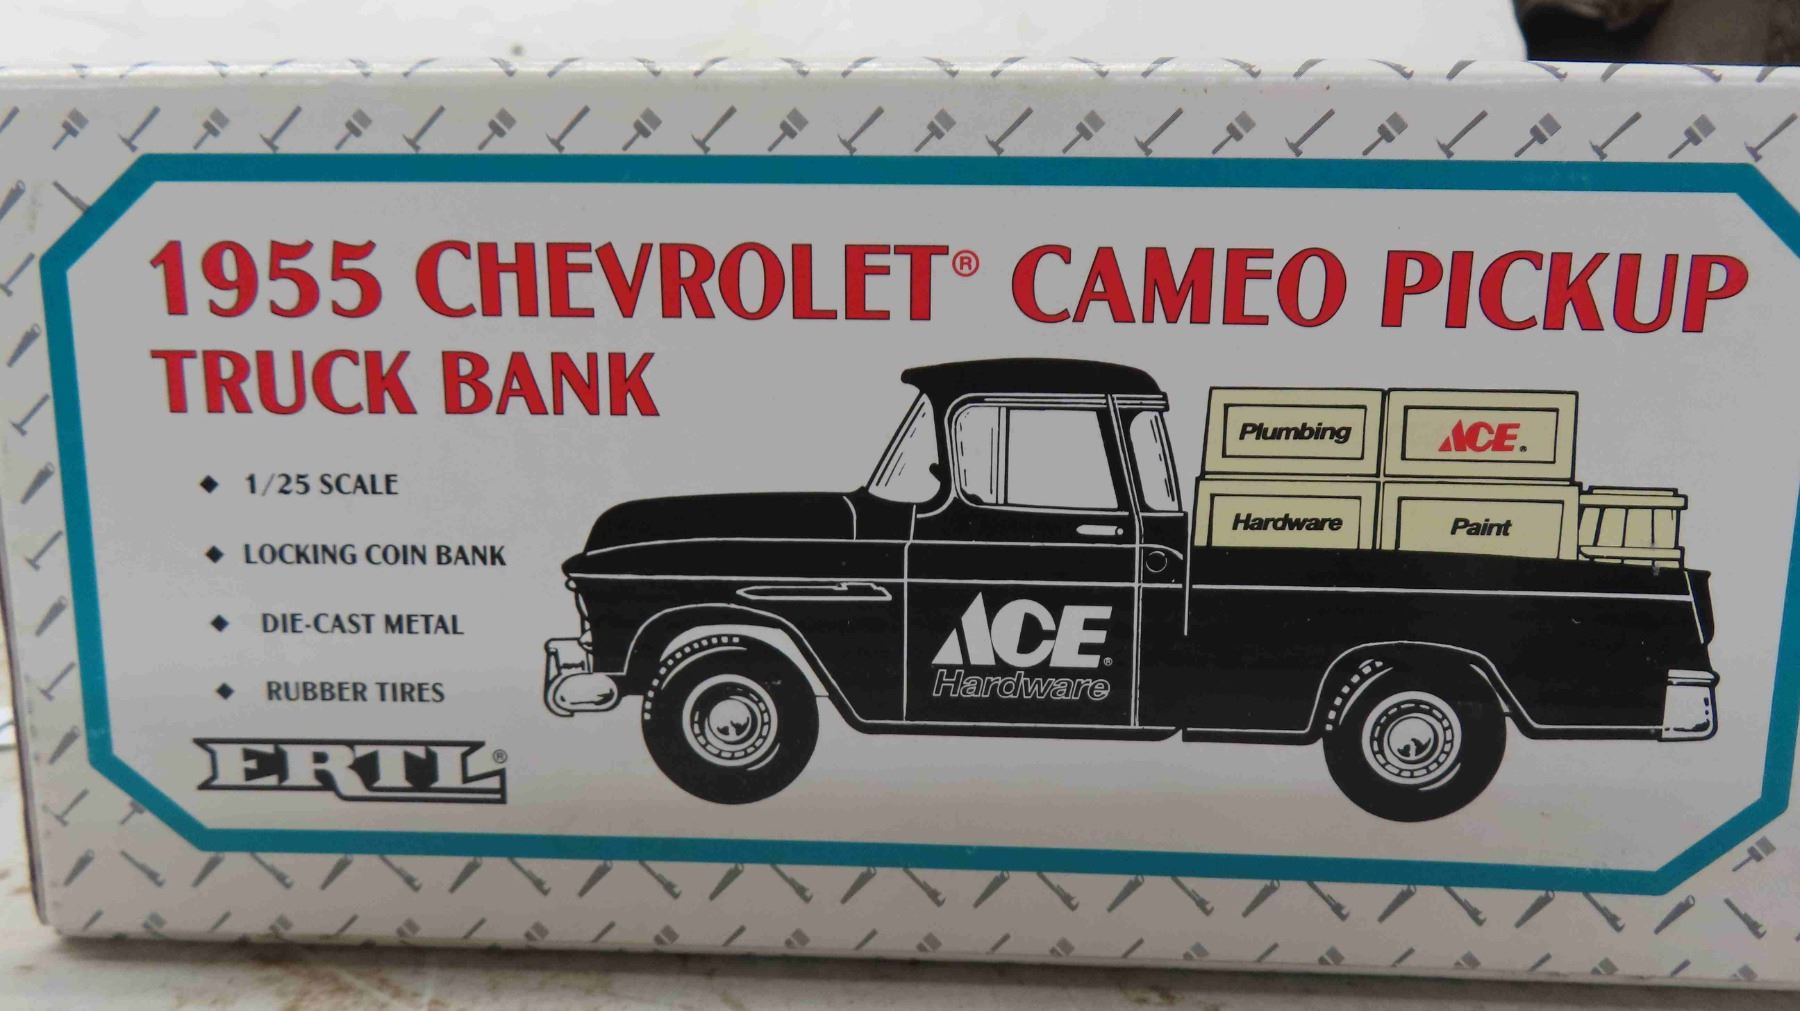 1955 CHEVROLET® CAMEO PICKUP
TRUCK BANK
◆ 1/25 SCALE
◆ LOCKING COIN BANK
◆ DIE-CAST METAL
◆ RUBBER TIRES
ERTL®
Plumbing
ACE®
Hardware
Paint
ACE®
Hardware